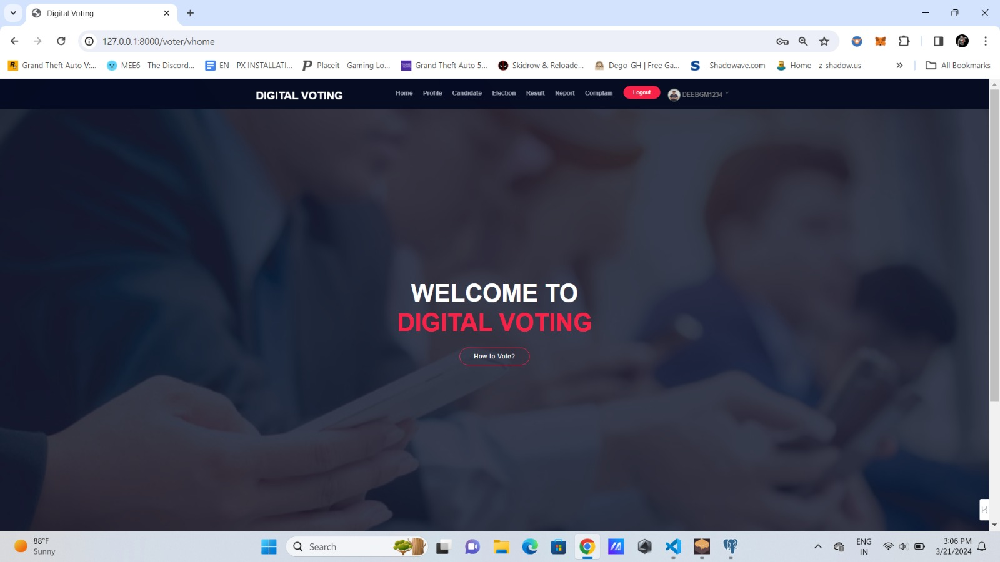 Digital Voting
127.0.0.1:8000/voter/vhome
Grand Theft Auto V:...
MEE6 - The Discord...
EN - PX INSTALLATI...
Placeit - Gaming Lo...
Grand Theft Auto 5...
Skidrow & Reloade...
Dego-GH | Free Ga...
- Shadowave.com
Home - z-shadow.us
All Bookmarks
DIGITAL VOTING
Home
Profile
Candidate
Election
Result
Report
Complain
Logout
DEEBGM1234
WELCOME TO
DIGITAL VOTING
How to Vote?
88°F
Sunny
Search
ENG
IN
3:06 PM
3/21/2024